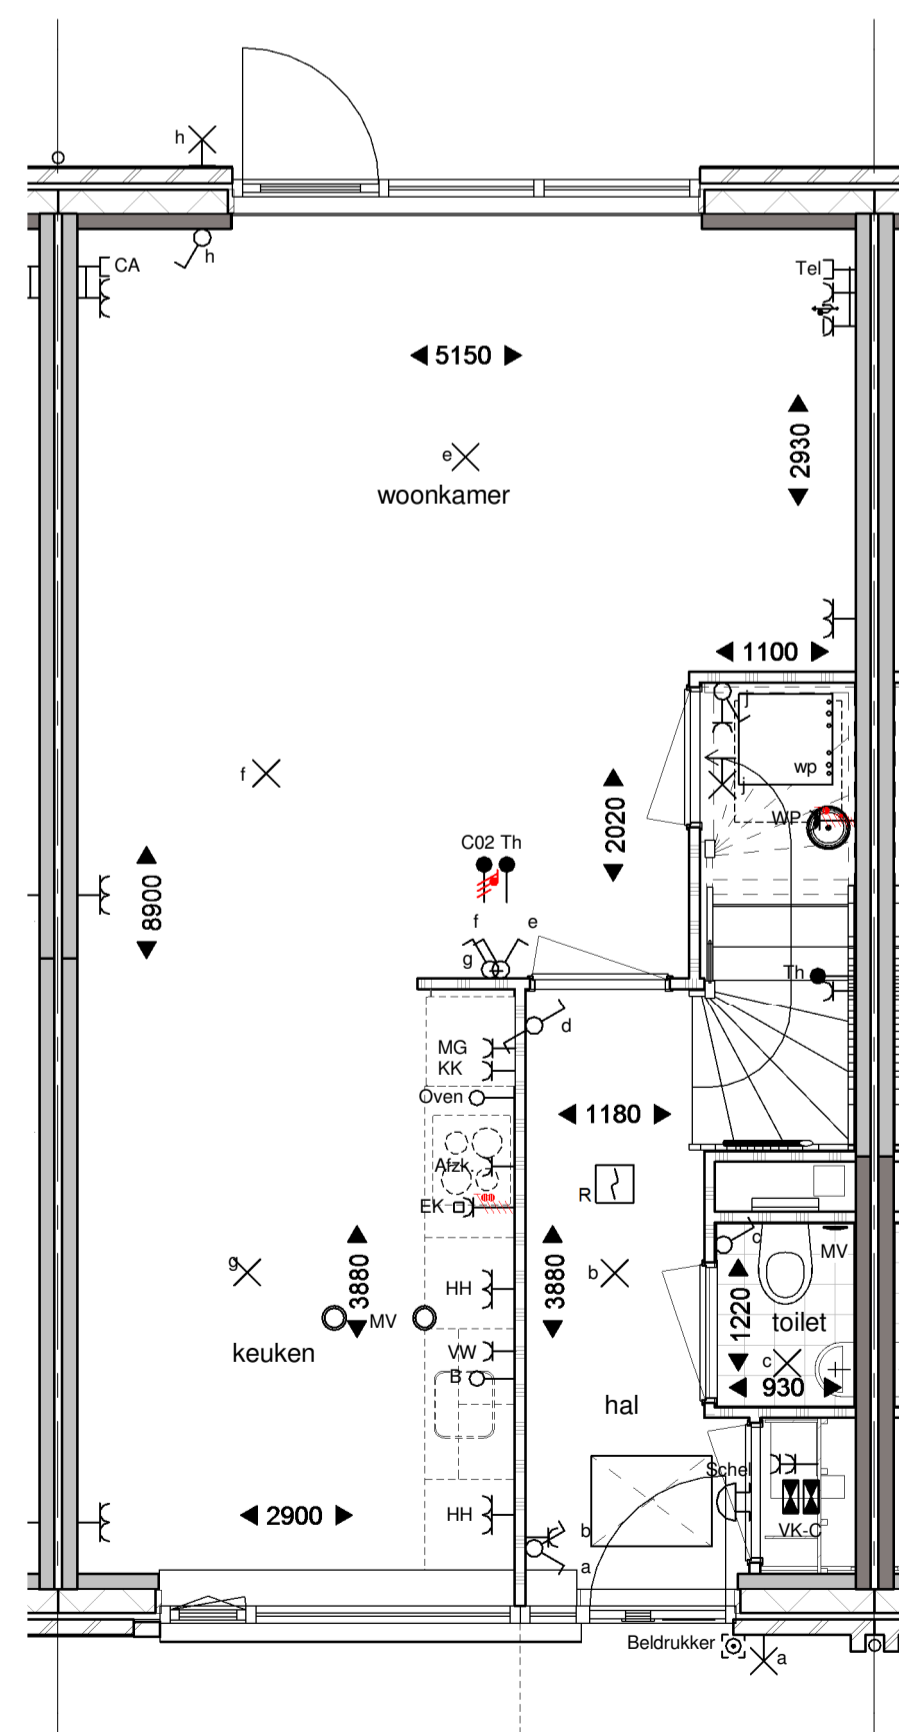 h
h
CA
Tel
5150
2930
e
woonkamer
1100
j
wp
j
f
WP
2020
C02 Th
8900
f
e
g
Th
d
MG
KK
Oven
1180
Afzk.
R
EK
c
MV
g
3880
3880
b
HH
1220
toilet
MV
keuken
VW
c
B
930
hal
Schel
2900
HH
b
VK-C
a
Beldrukker
a